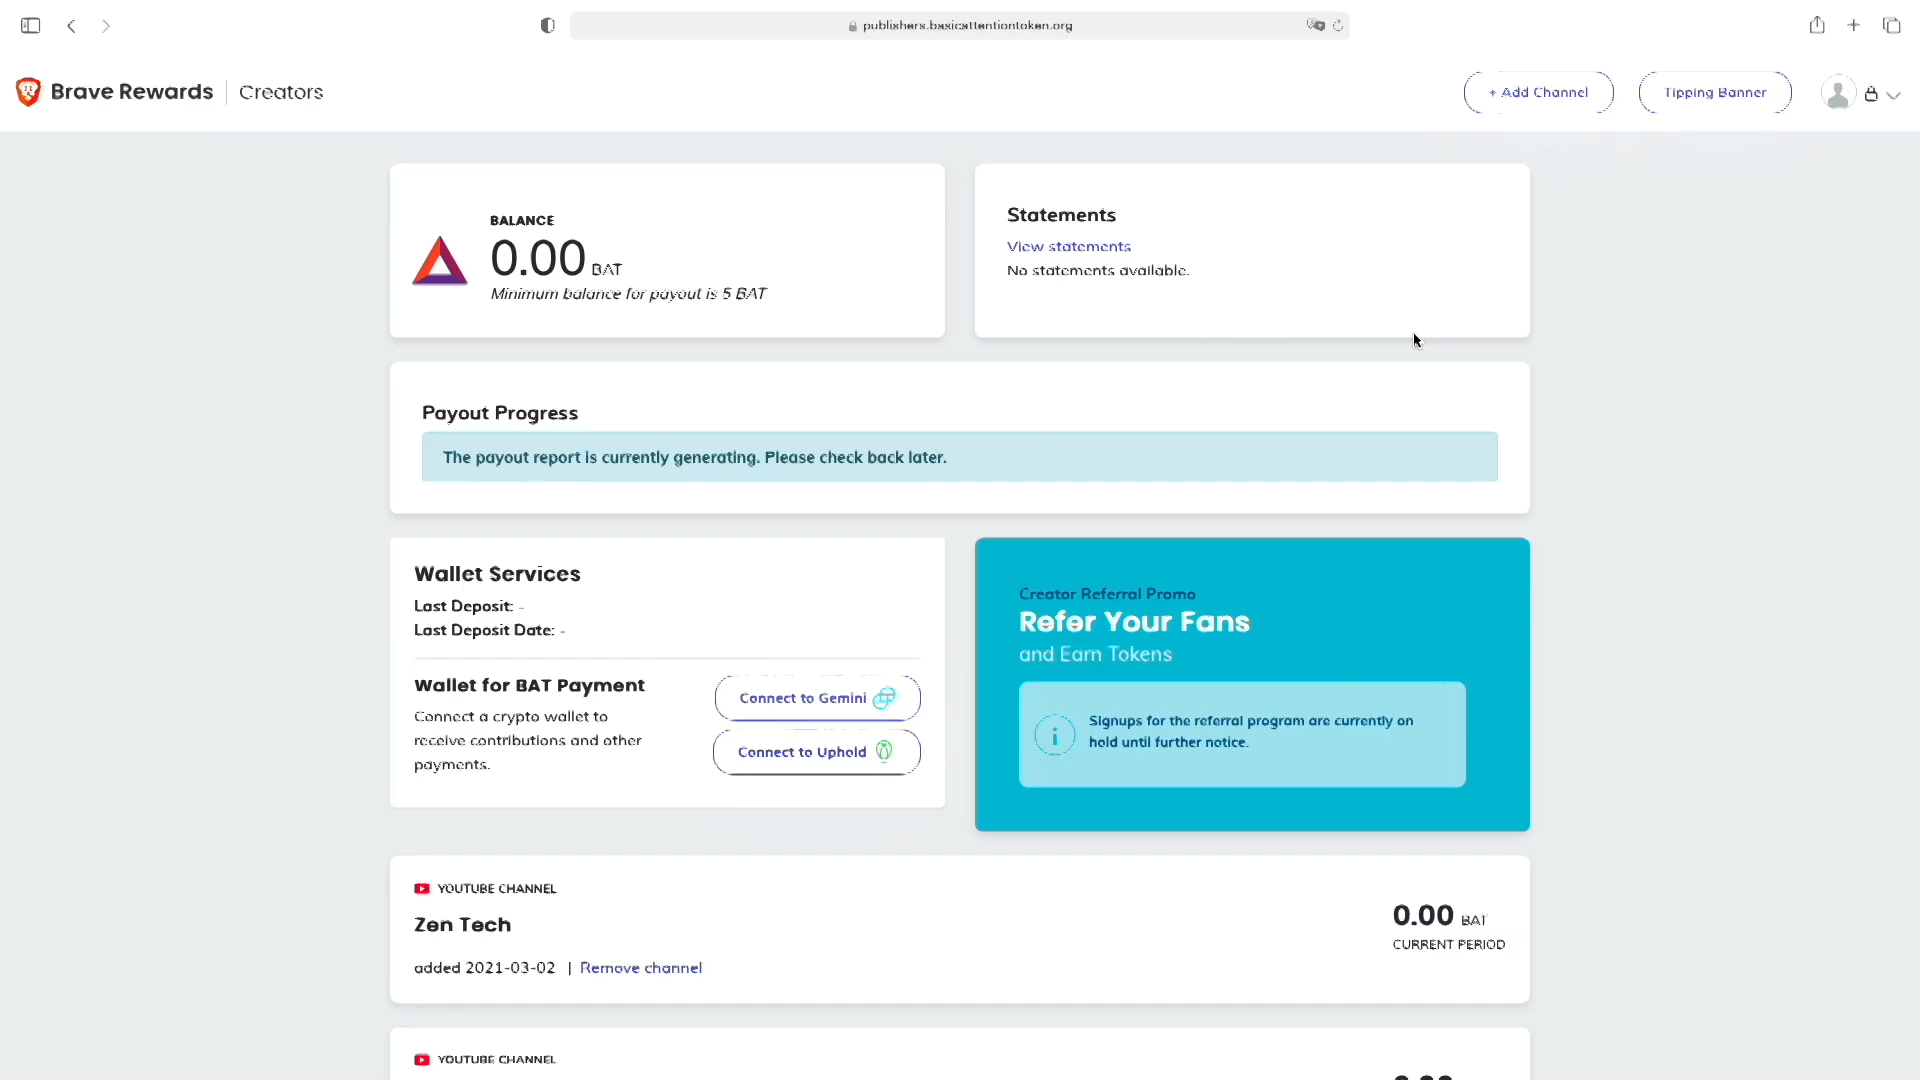 publishers.basicattentiontoken.org
Brave Rewards | Creators
+ Add Channel
Tipping Banner
BALANCE
0.00 BAT
Minimum balance for payout is 5 BAT
Statements
View statements
No statements available.
Payout Progress
The payout report is currently generating. Please check back later.
Wallet Services
Last Deposit: -
Last Deposit Date: -
Wallet for BAT Payment
Connect a crypto wallet to
receive contributions and other
payments.
Connect to Gemini
Connect to Uphold
Creator Referral Promo
Refer Your Fans
and Earn Tokens
Signups for the referral program are currently on
hold until further notice.
YOUTUBE CHANNEL
Zen Tech
added 2021-03-02 | Remove channel
0.00 BAT
CURRENT PERIOD
YOUTUBE CHANNEL